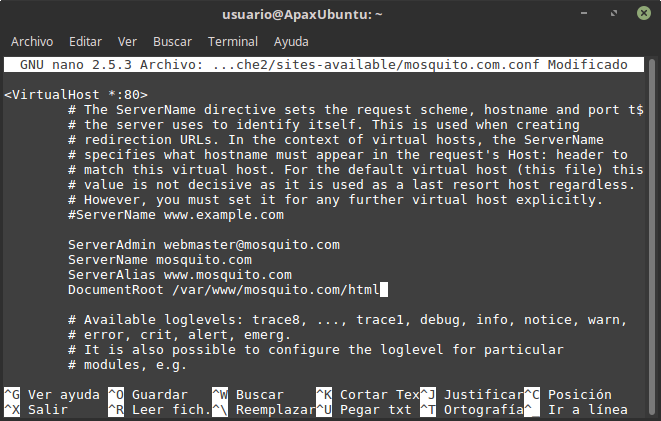 usuario@ApaxUbuntu: ~
Archivo Editar Ver Buscar Terminal Ayuda
GNU nano 2.5.3 Archivo: ...che2/sites-available/mosquito.com.conf Modificado
<VirtualHost *:80>
# The ServerName directive sets the request scheme, hostname and port t$
# the server uses to identify itself. This is used when creating
# redirection URLs. In the context of virtual hosts, the ServerName
# specifies what hostname must appear in the request's Host: header to
# match this virtual host. For the default virtual host (this file) this
# value is not decisive as it is used as a last resort host regardless.
# However, you must set it for any further virtual host explicitly.
#ServerName www.example.com
ServerAdmin webmaster@mosquito.com
ServerName mosquito.com
ServerAlias www.mosquito.com
DocumentRoot /var/www/mosquito.com/html
# Available loglevels: trace8, ..., trace1, debug, info, notice, warn,
# error, crit, alert, emerg.
# It is also possible to configure the loglevel for particular
# modules, e.g.
^G Ver ayuda ^O Guardar ^W Buscar ^K Cortar Tex^J Justificar^C Posición
^X Salir ^R Leer fich.^\ Reemplazar^U Pegar txt ^T Ortografía^_ Ir a línea